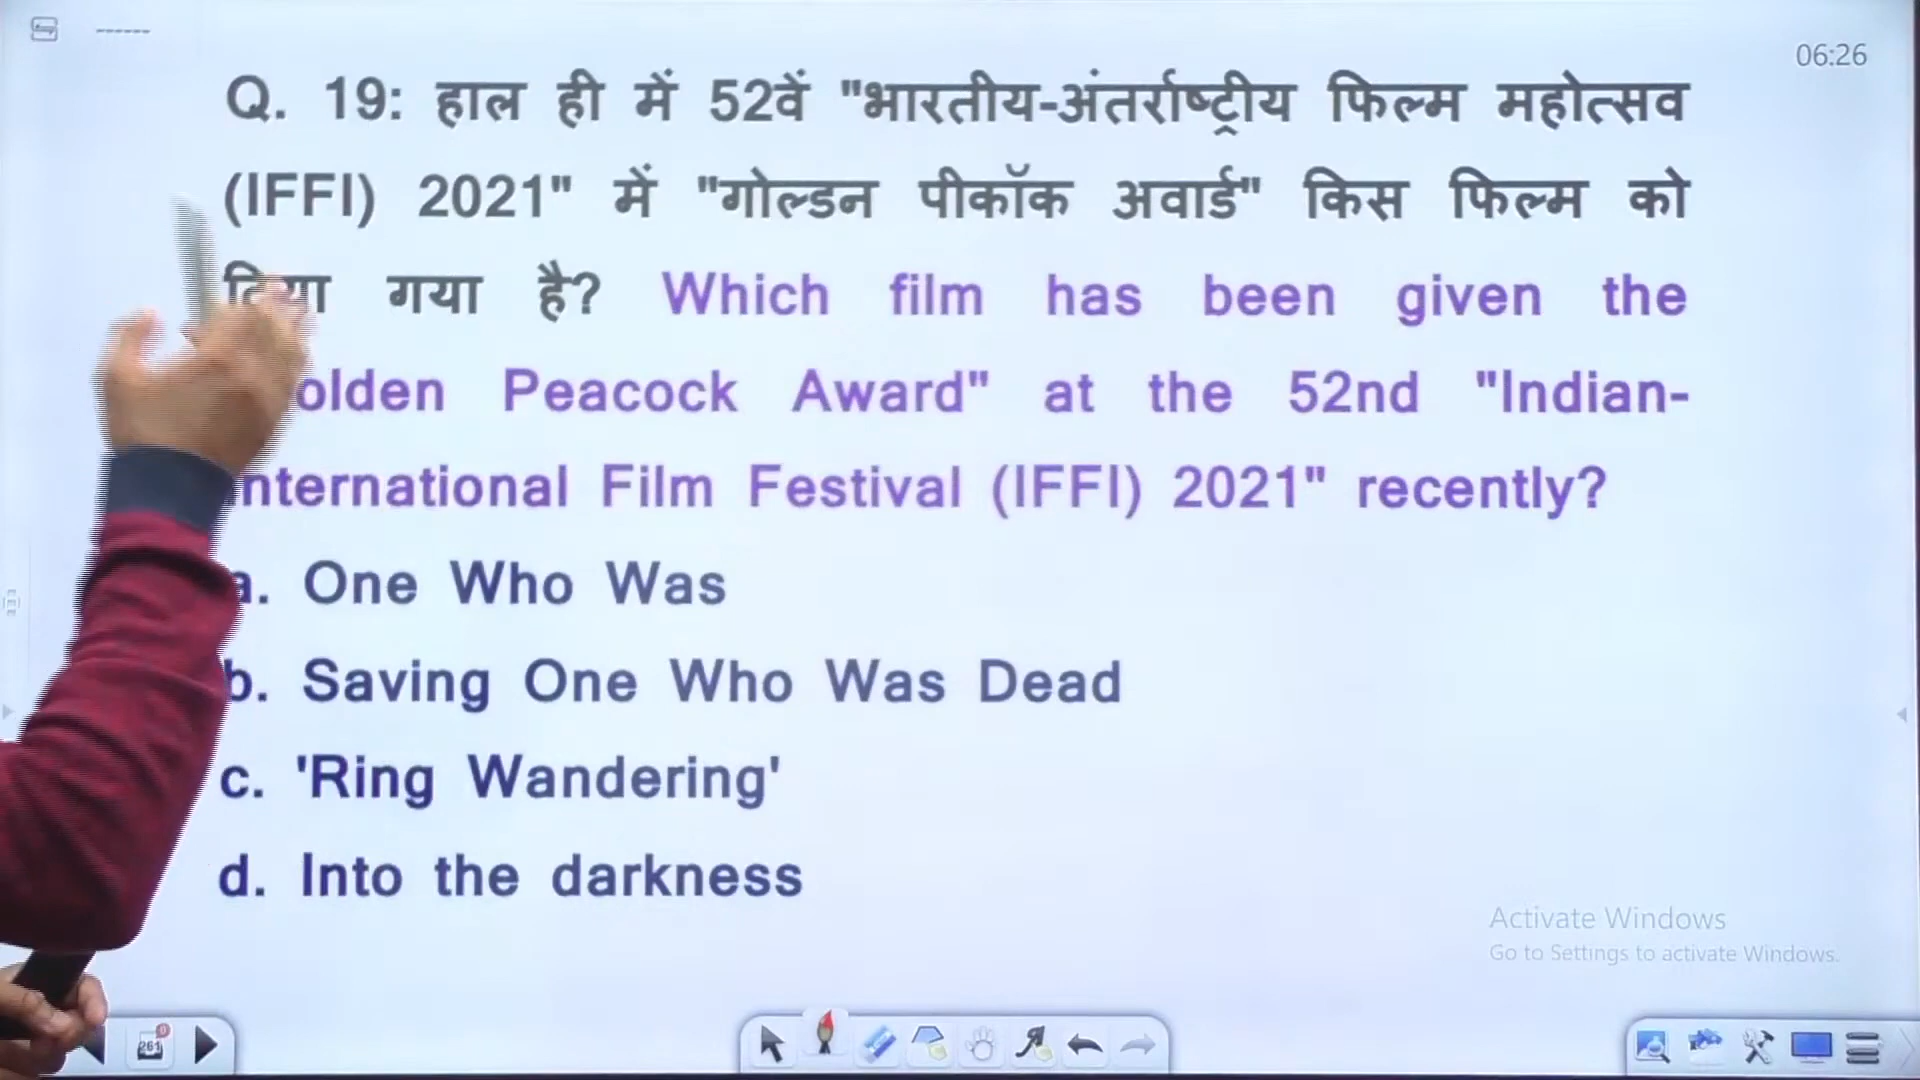 06:26
Q. 19: हाल ही में 52वें "भारतीय-अंतर्राष्ट्रीय फिल्म महोत्सव
(IFFI) 2021" में "गोल्डन पीकॉक अवार्ड" किस फिल्म को
गया है? Which film has been given the
olden Peacock Award" at the 52nd "Indian-
nternational Film Festival (IFFI) 2021" recently?
a. One Who Was
b. Saving One Who Was Dead
c. 'Ring Wandering'
d. Into the darkness
Activate Windows
Go to Settings to activate Windows.
261